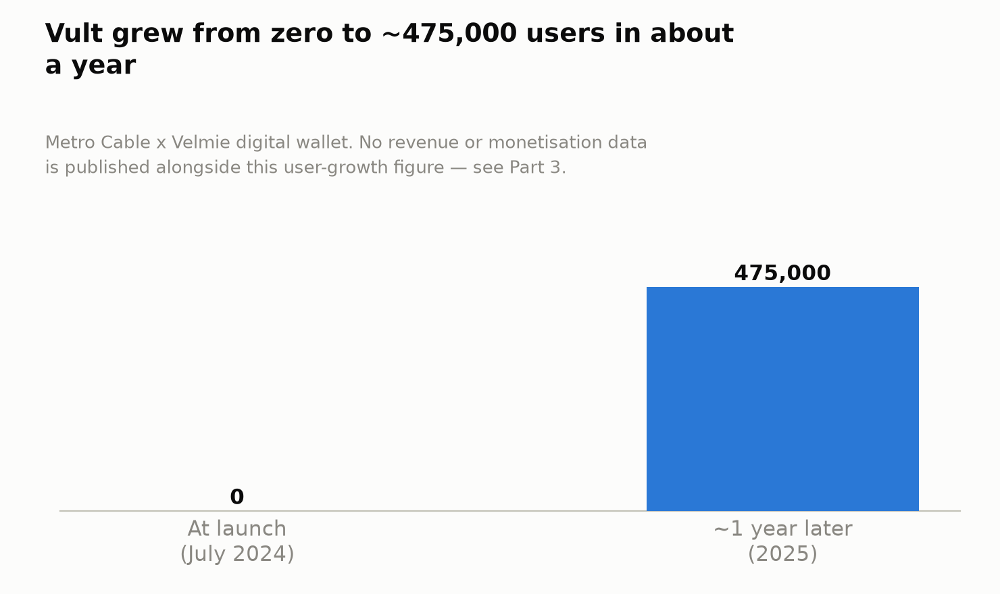 Vult grew from zero to ~475,000 users in about
a year
Metro Cable x Velmie digital wallet. No revenue or monetisation data
is published alongside this user-growth figure — see Part 3.
475,000
0
At launch
(July 2024)
~1 year later
(2025)